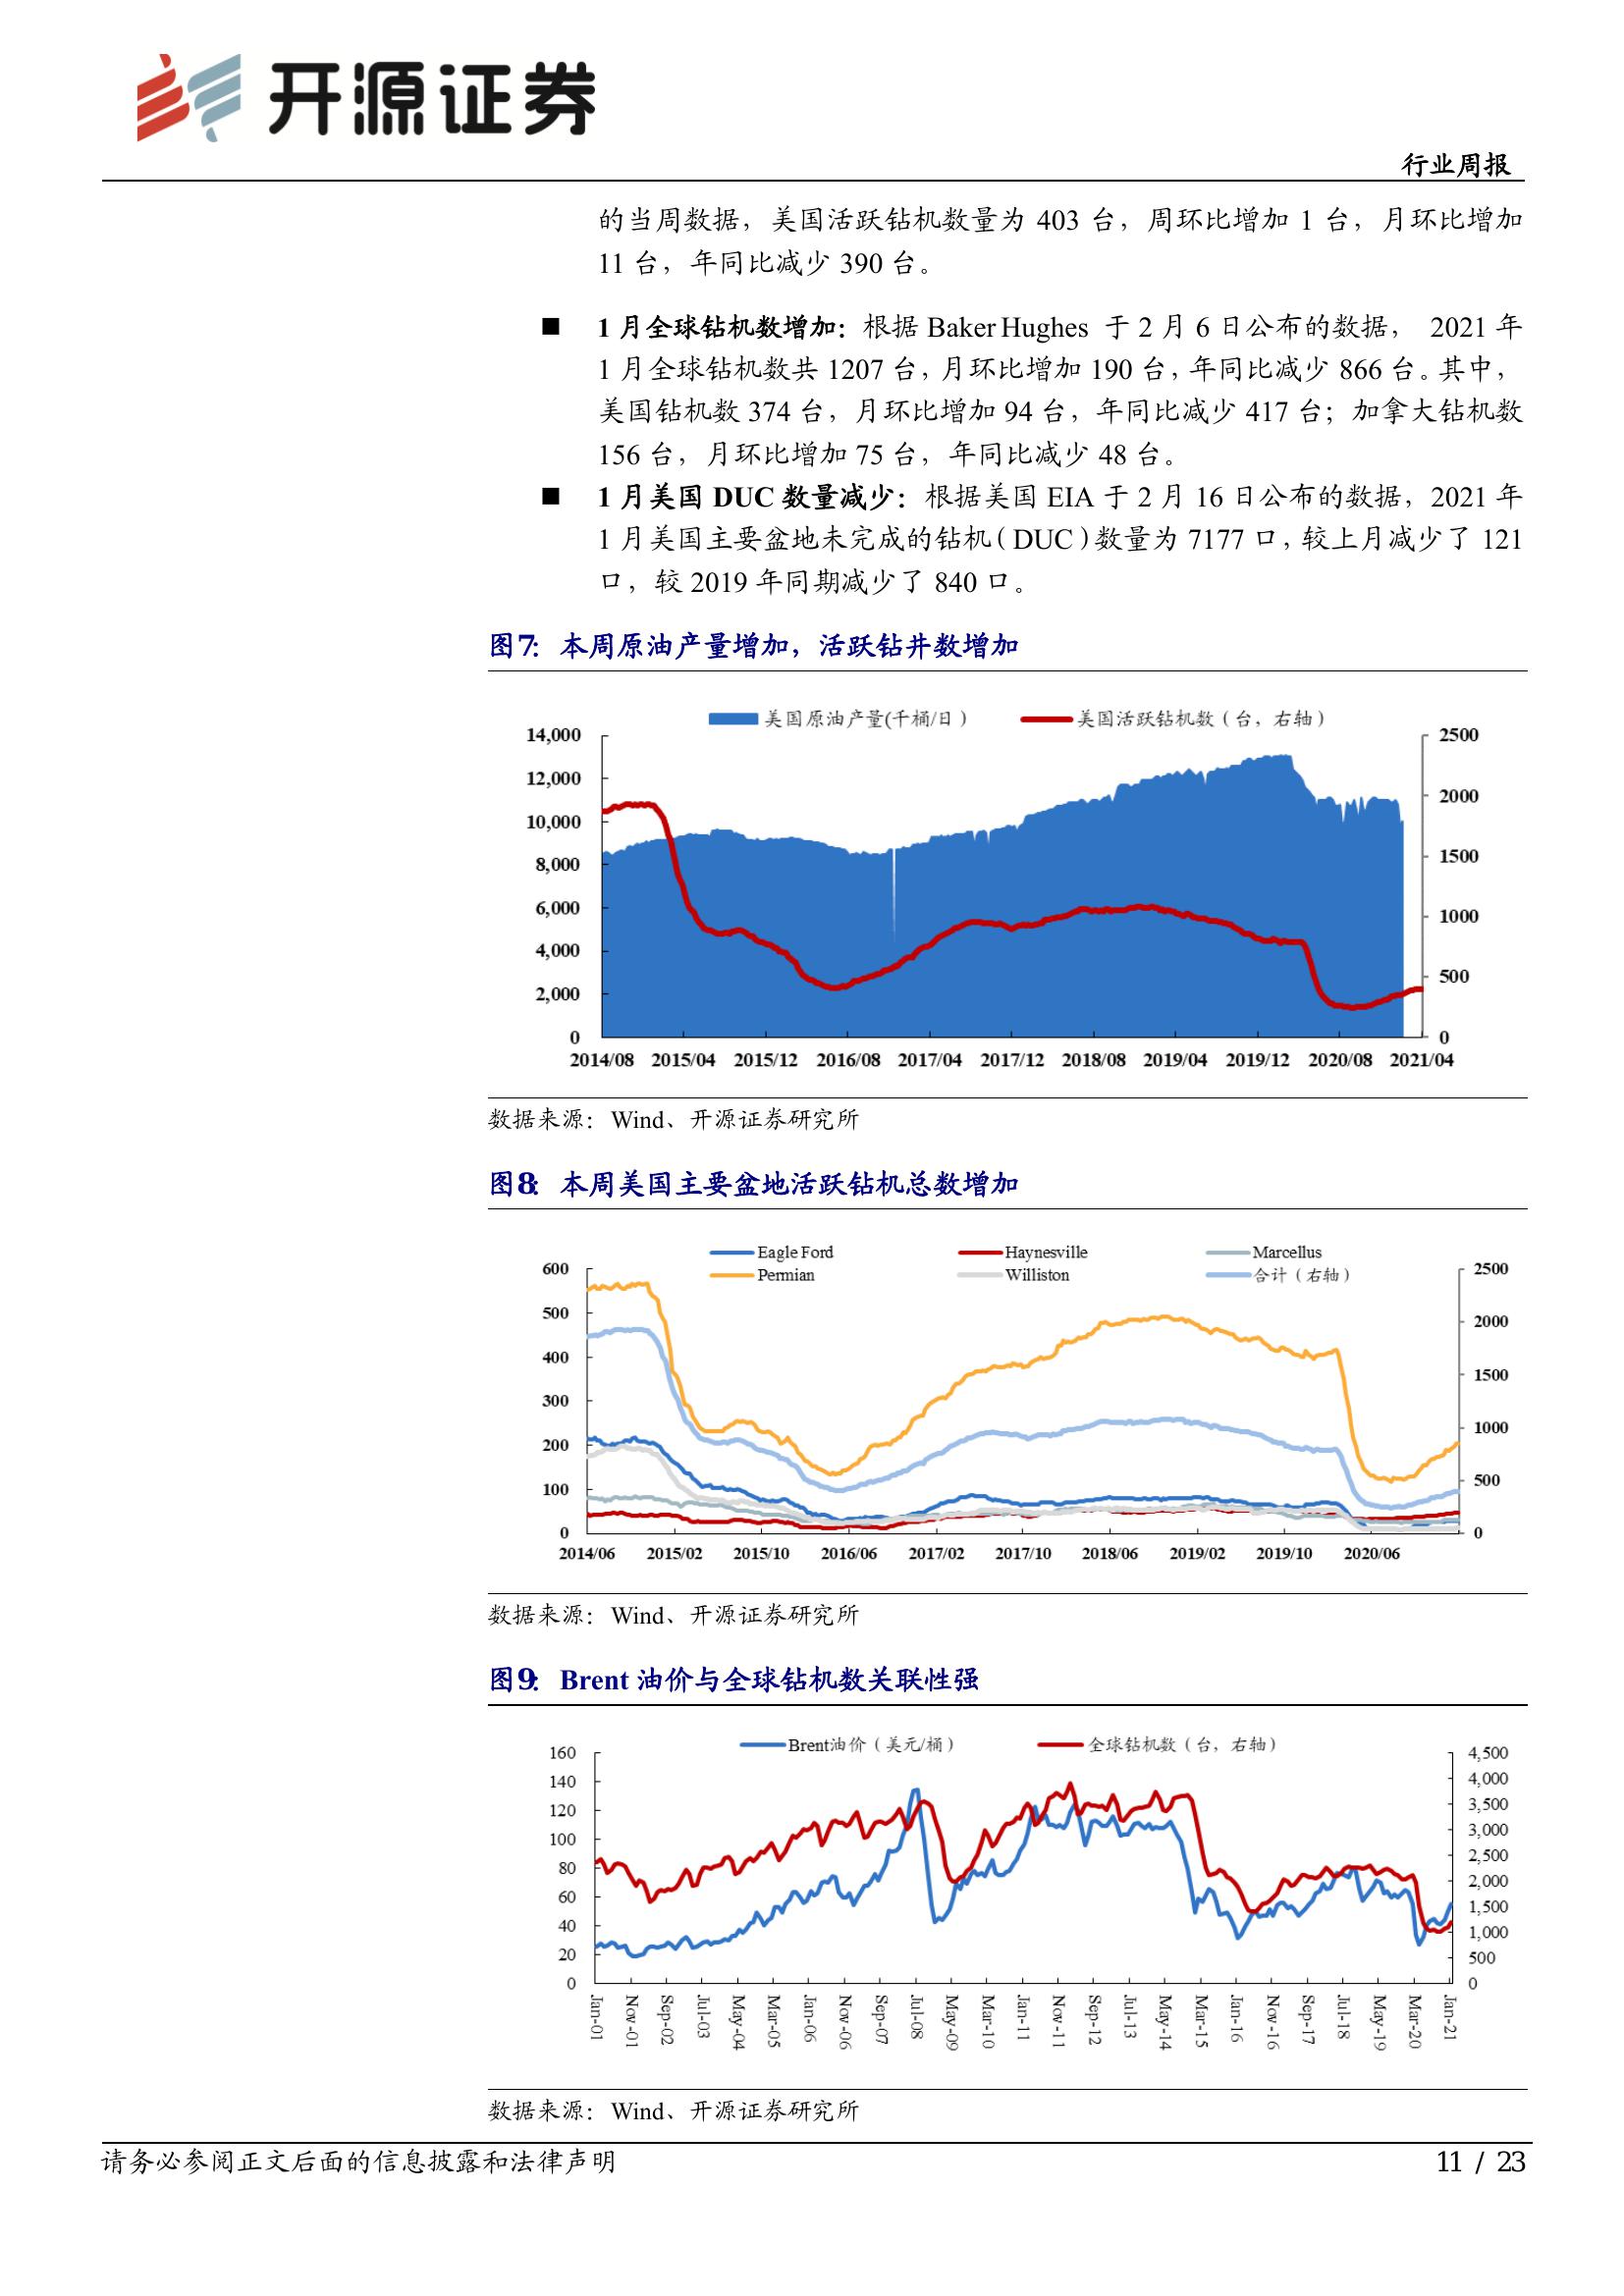 开源证券
行业周报
的当周数据，美国活跃钻机数量为 403 台，周环比增加 1 台，月环比增加
11 台，年同比减少 390 台。
■ 1 月全球钻机数增加：根据 Baker Hughes 于 2 月 6 日公布的数据， 2021 年
1 月全球钻机数共 1207 台，月环比增加 190 台，年同比减少 866 台。其中，
美国钻机数 374 台，月环比增加 94 台，年同比减少 417 台；加拿大钻机数
156 台，月环比增加 75 台，年同比减少 48 台。
■ 1 月美国 DUC 数量减少：根据美国 EIA 于 2 月 16 日公布的数据，2021 年
1 月美国主要盆地未完成的钻机（DUC）数量为 7177 口，较上月减少了 121
口，较 2019 年同期减少了 840 口。
图7：本周原油产量增加，活跃钻井数增加
美国原油产量(千桶/日） 美国活跃钻机数（台，右轴）
14,000 2500
12,000
2000
10,000
8,000 1500
6,000 1000
4,000
500
2,000
0 0
2014/08 2015/04 2015/12 2016/08 2017/04 2017/12 2018/08 2019/04 2019/12 2020/08 2021/04
数据来源：Wind、开源证券研究所
图8：本周美国主要盆地活跃钻机总数增加
Eagle Ford Haynesville Marcellus
Permian Williston 合计（右轴）
600 2500
500 2000
400 1500
300
1000
200
100 500
0 0
2014/06 2015/02 2015/10 2016/06 2017/02 2017/10 2018/06 2019/02 2019/10 2020/06
数据来源：Wind、开源证券研究所
图9：Brent 油价与全球钻机数关联性强
Brent油价（美元/桶） 全球钻机数（台，右轴）
160 4,500
140 4,000
120 3,500
100 3,000
80 2,500
60 2,000
40 1,500
20 1,000
0 500
0
Jan-01 Nov-01 Sep-02 Jul-03 May-04 Mar-05 Jan-06 Nov-06 Sep-07 Jul-08 May-09 Mar-10 Jan-11 Nov-11 Sep-12 Jul-13 May-14 Mar-15 Jan-16 Nov-16 Sep-17 Jul-18 May-19 Mar-20 Jan-21
数据来源：Wind、开源证券研究所
请务必参阅正文后面的信息披露和法律声明 11 / 23